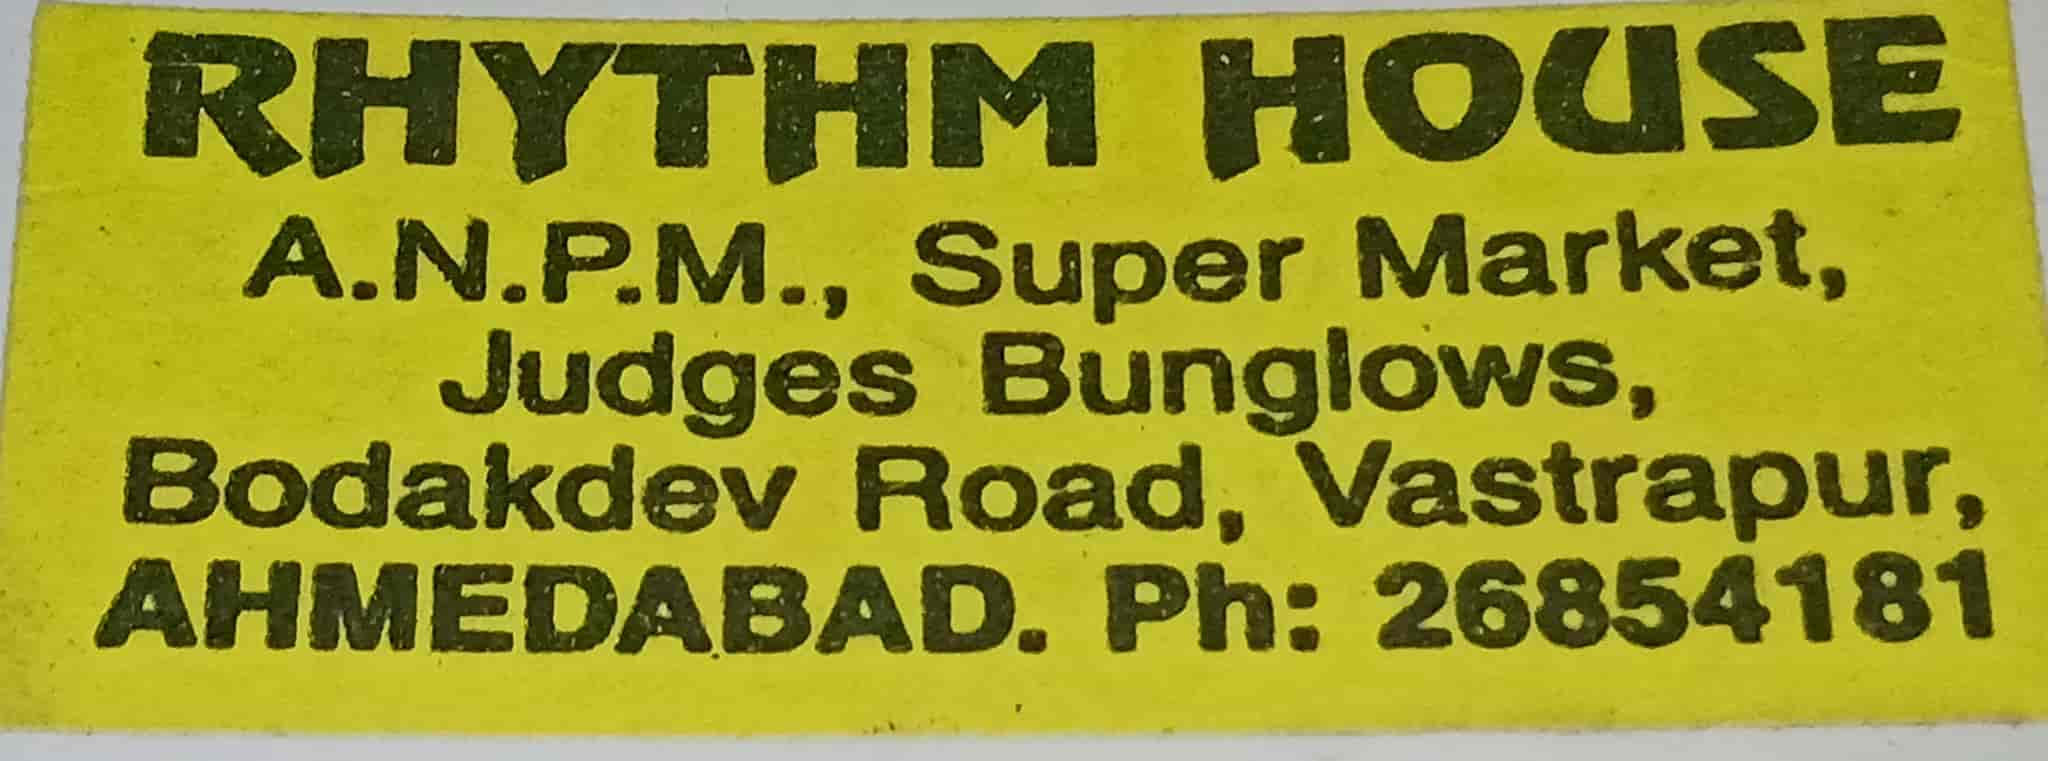 RHYTHM HOUSE
A.N.P.M., Super Market,
Judges Bunglows,
Bodakdev Road, Vastrapur,
AHMEDABAD. Ph: 26854181